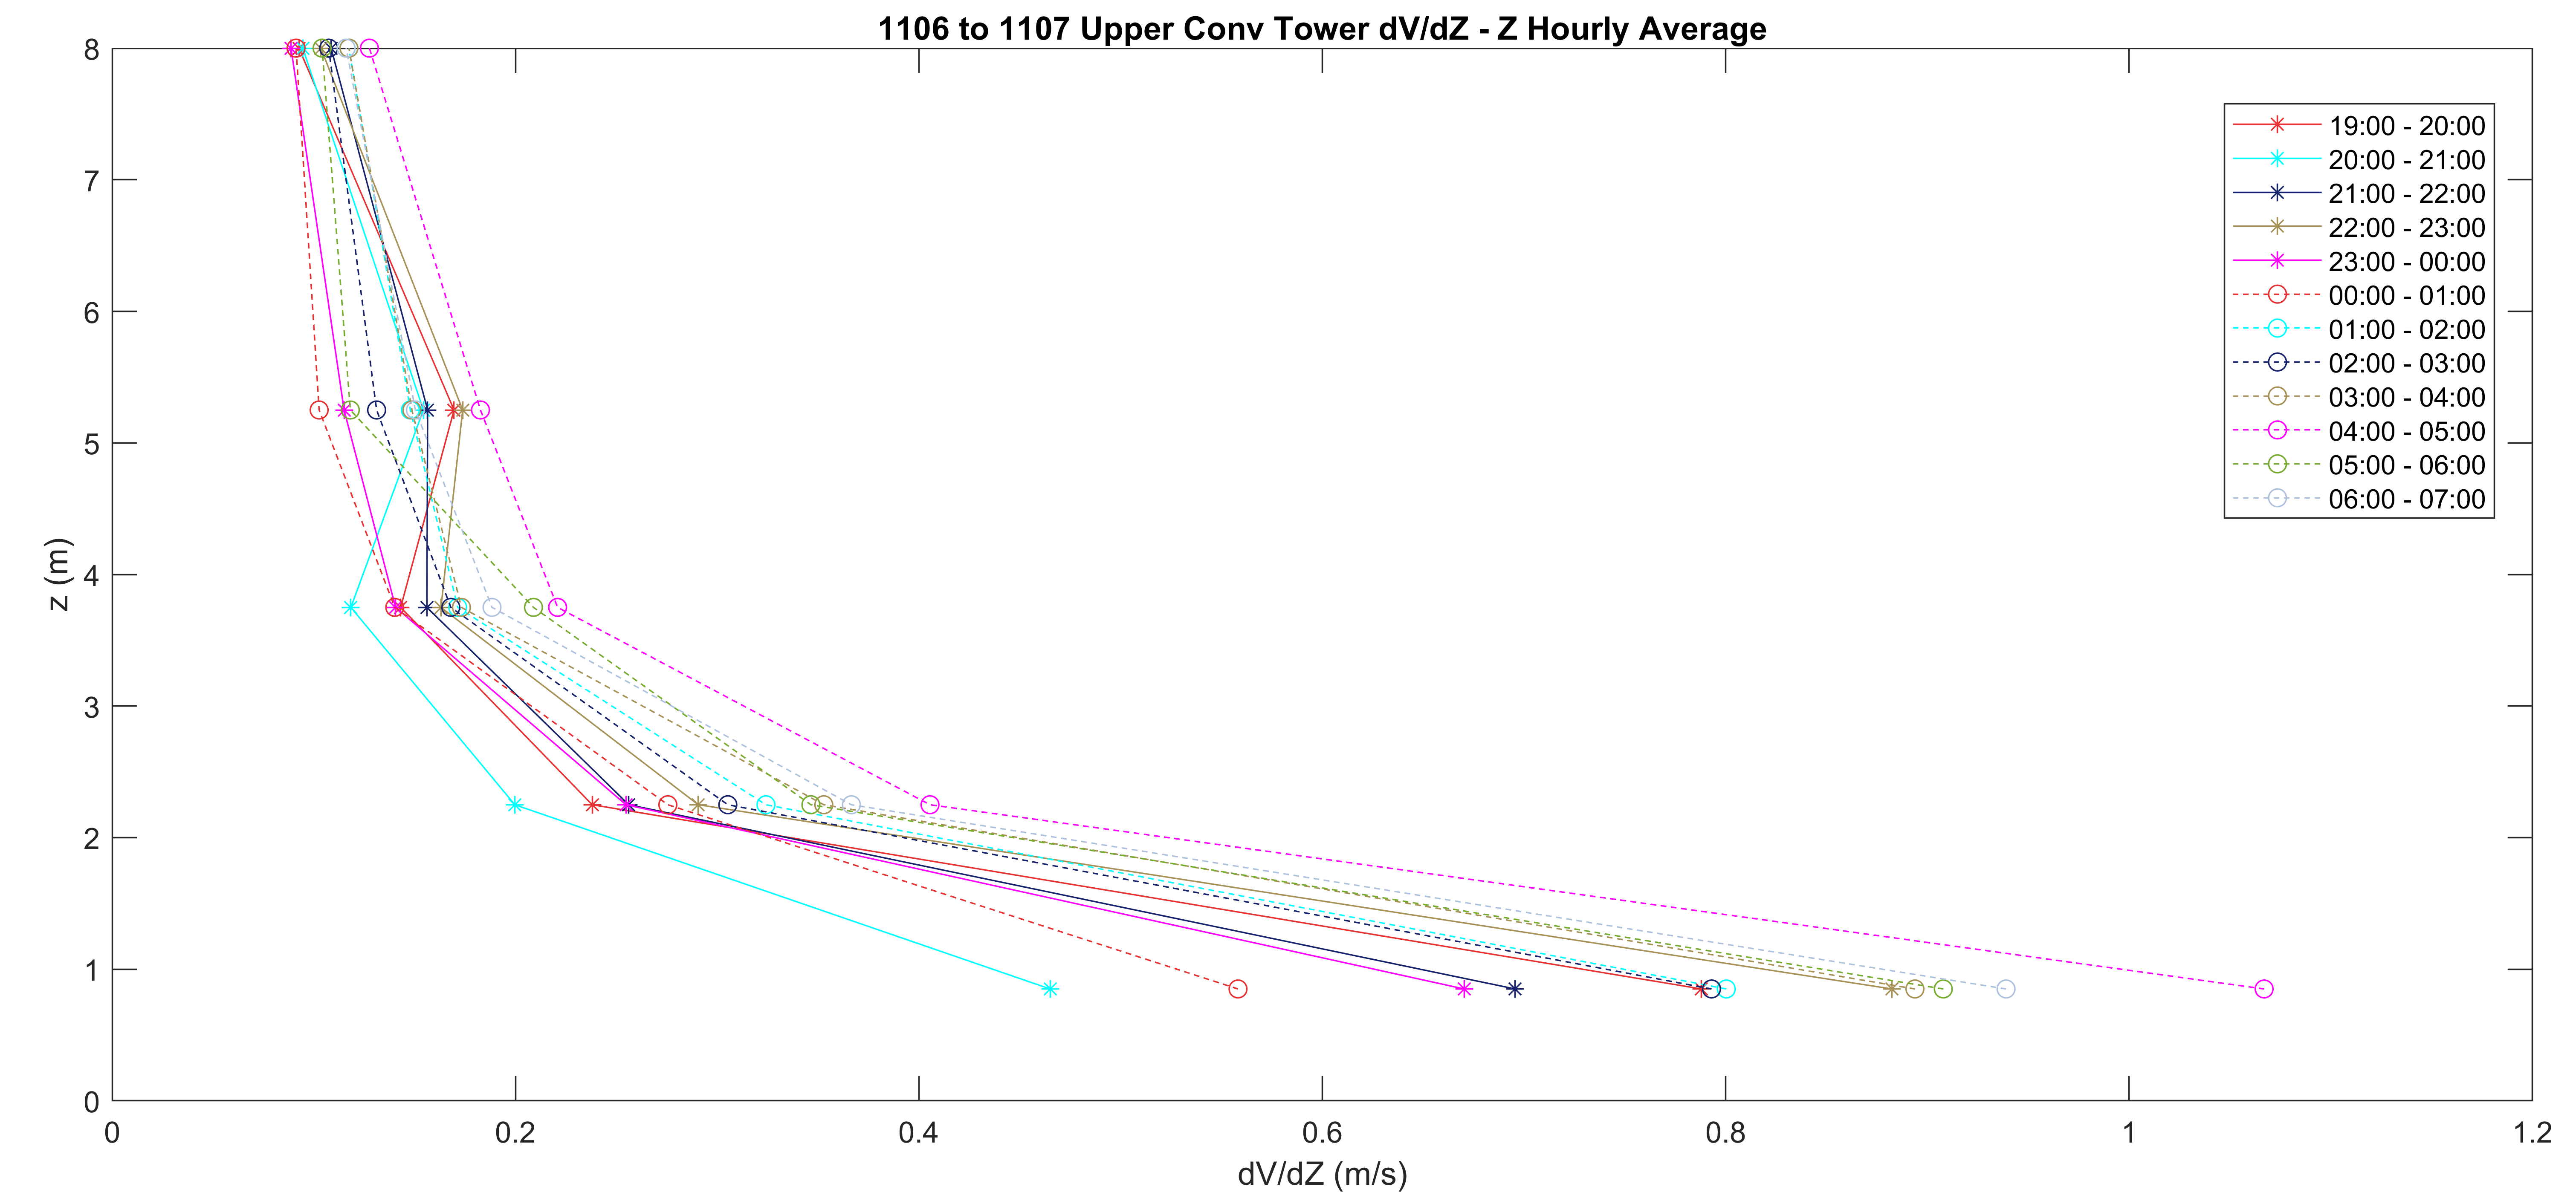 1106 to 1107 Upper Conv Tower dV/dZ - Z Hourly Average
8
7
6
5
4
3
2
1
0
z (m)
19:00 - 20:00
20:00 - 21:00
21:00 - 22:00
22:00 - 23:00
23:00 - 00:00
00:00 - 01:00
01:00 - 02:00
02:00 - 03:00
03:00 - 04:00
04:00 - 05:00
05:00 - 06:00
06:00 - 07:00
0 0.2 0.4 0.6 0.8 1 1.2
dV/dZ (m/s)